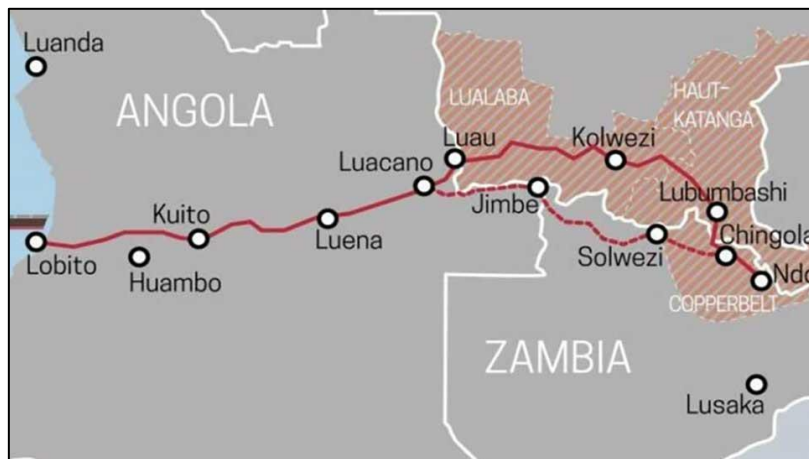 Luanda
ANGOLA
LUALABA
HAUT-
KATANGA
Luau
Kolwezi
Luacano
Lubumbashi
Kuito
Jimbe
Chingola
Luena
Solwezi
Lobito
Huambo
Ndo
COPPERBELT
ZAMBIA
Lusaka